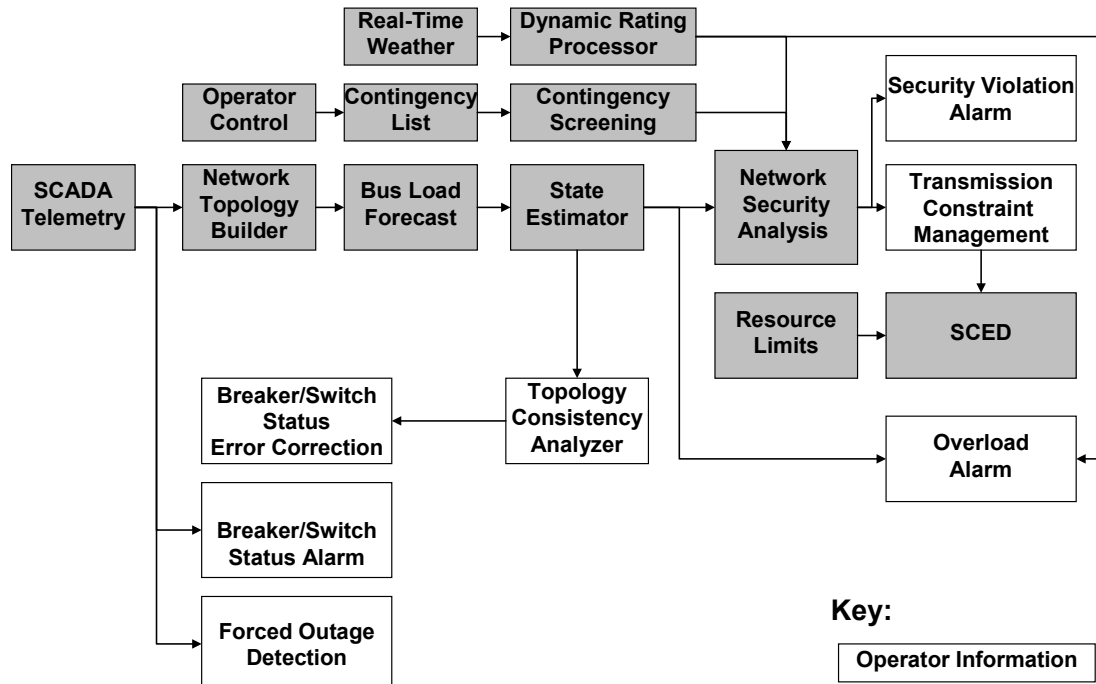 Real-Time
Weather
Dynamic Rating
Processor
Operator
Control
Contingency
List
Contingency
Screening
Security Violation
Alarm
SCADA
Telemetry
Network
Topology
Builder
Bus Load
Forecast
State
Estimator
Network
Security
Analysis
Transmission
Constraint
Management
Resource
Limits
SCED
Breaker/Switch
Status
Error Correction
Topology
Consistency
Analyzer
Overload
Alarm
Breaker/Switch
Status Alarm
Forced Outage
Detection
Key:
Operator Information